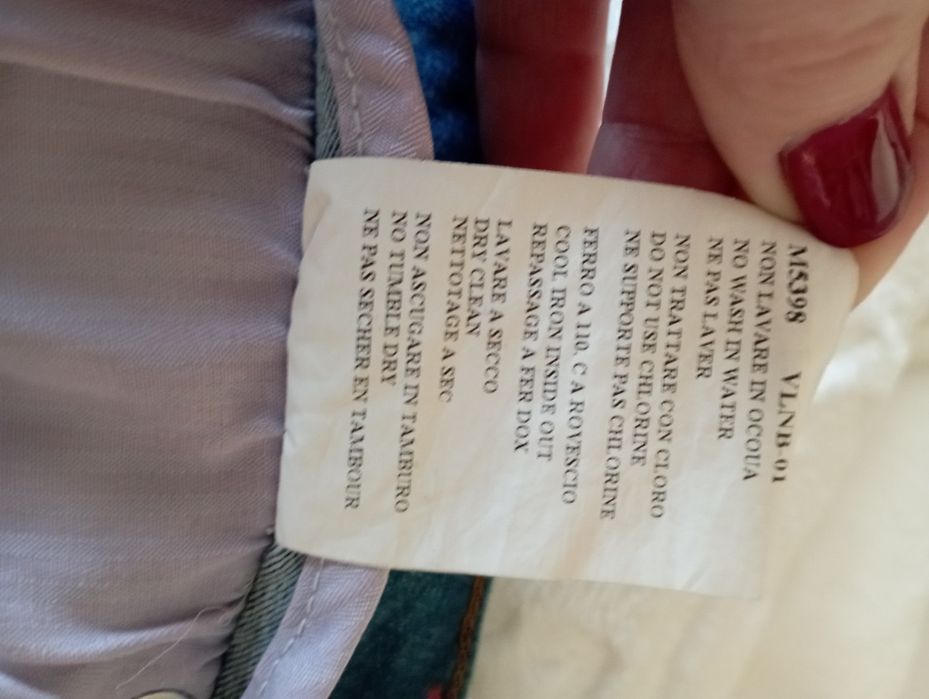 M5398 VLNB-01
NON LAVARE IN OCOUA
NO WASH IN WATER
NE PAS LAVER
NON TRATTARE CON CLORO
DO NOT USE CHLORINE
NE SUPPORTE PAS CHLORINE
FERRO A 110, C A ROVESCIO
COOL IRON INSIDE OUT
REPASSAGE A FER DOX
LAVARE A SECCO
DRY CLEAN
NETTOTAGE A SEC
NON ASCUGARE IN TAMBURO
NO TUMBLE DRY
NE PAS SECHER EN TAMBOUR